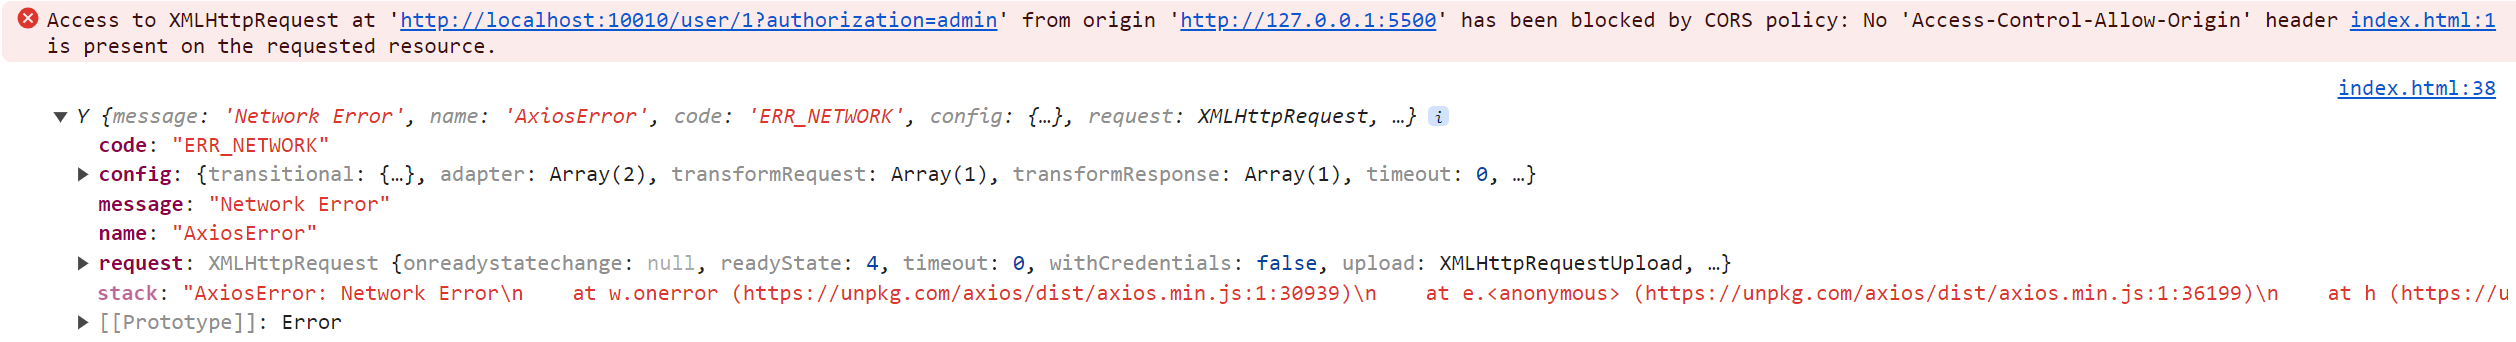 Access to XMLHttpRequest at 'http://localhost:10010/user/1?authorization=admin' from origin 'http://127.0.0.1:5500' has been blocked by CORS policy: No 'Access-Control-Allow-Origin' header index.html:1
is present on the requested resource.
index.html:38
Y {message: 'Network Error', name: 'AxiosError', code: 'ERR_NETWORK', config: {…}, request: XMLHttpRequest, …} i
code: "ERR_NETWORK"
config: {transitional: {…}, adapter: Array(2), transformRequest: Array(1), transformResponse: Array(1), timeout: 0, …}
message: "Network Error"
name: "AxiosError"
request: XMLHttpRequest {onreadystatechange: null, readyState: 4, timeout: 0, withCredentials: false, upload: XMLHttpRequestUpload, …}
stack: "AxiosError: Network Error\n    at w.onerror (https://unpkg.com/axios/dist/axios.min.js:1:30939)\n    at e.<anonymous> (https://unpkg.com/axios/dist/axios.min.js:1:36199)\n    at h (https://u
[[Prototype]]: Error